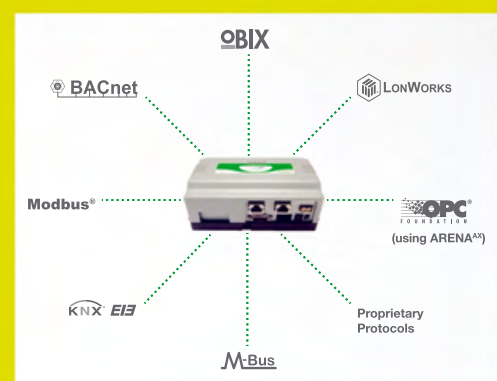 oBIX
BACnet
LONWORKS
Modbus®
OPC®
FOUNDATION
(using ARENAAX)
KNX® EIB
Proprietary
Protocols
M-Bus